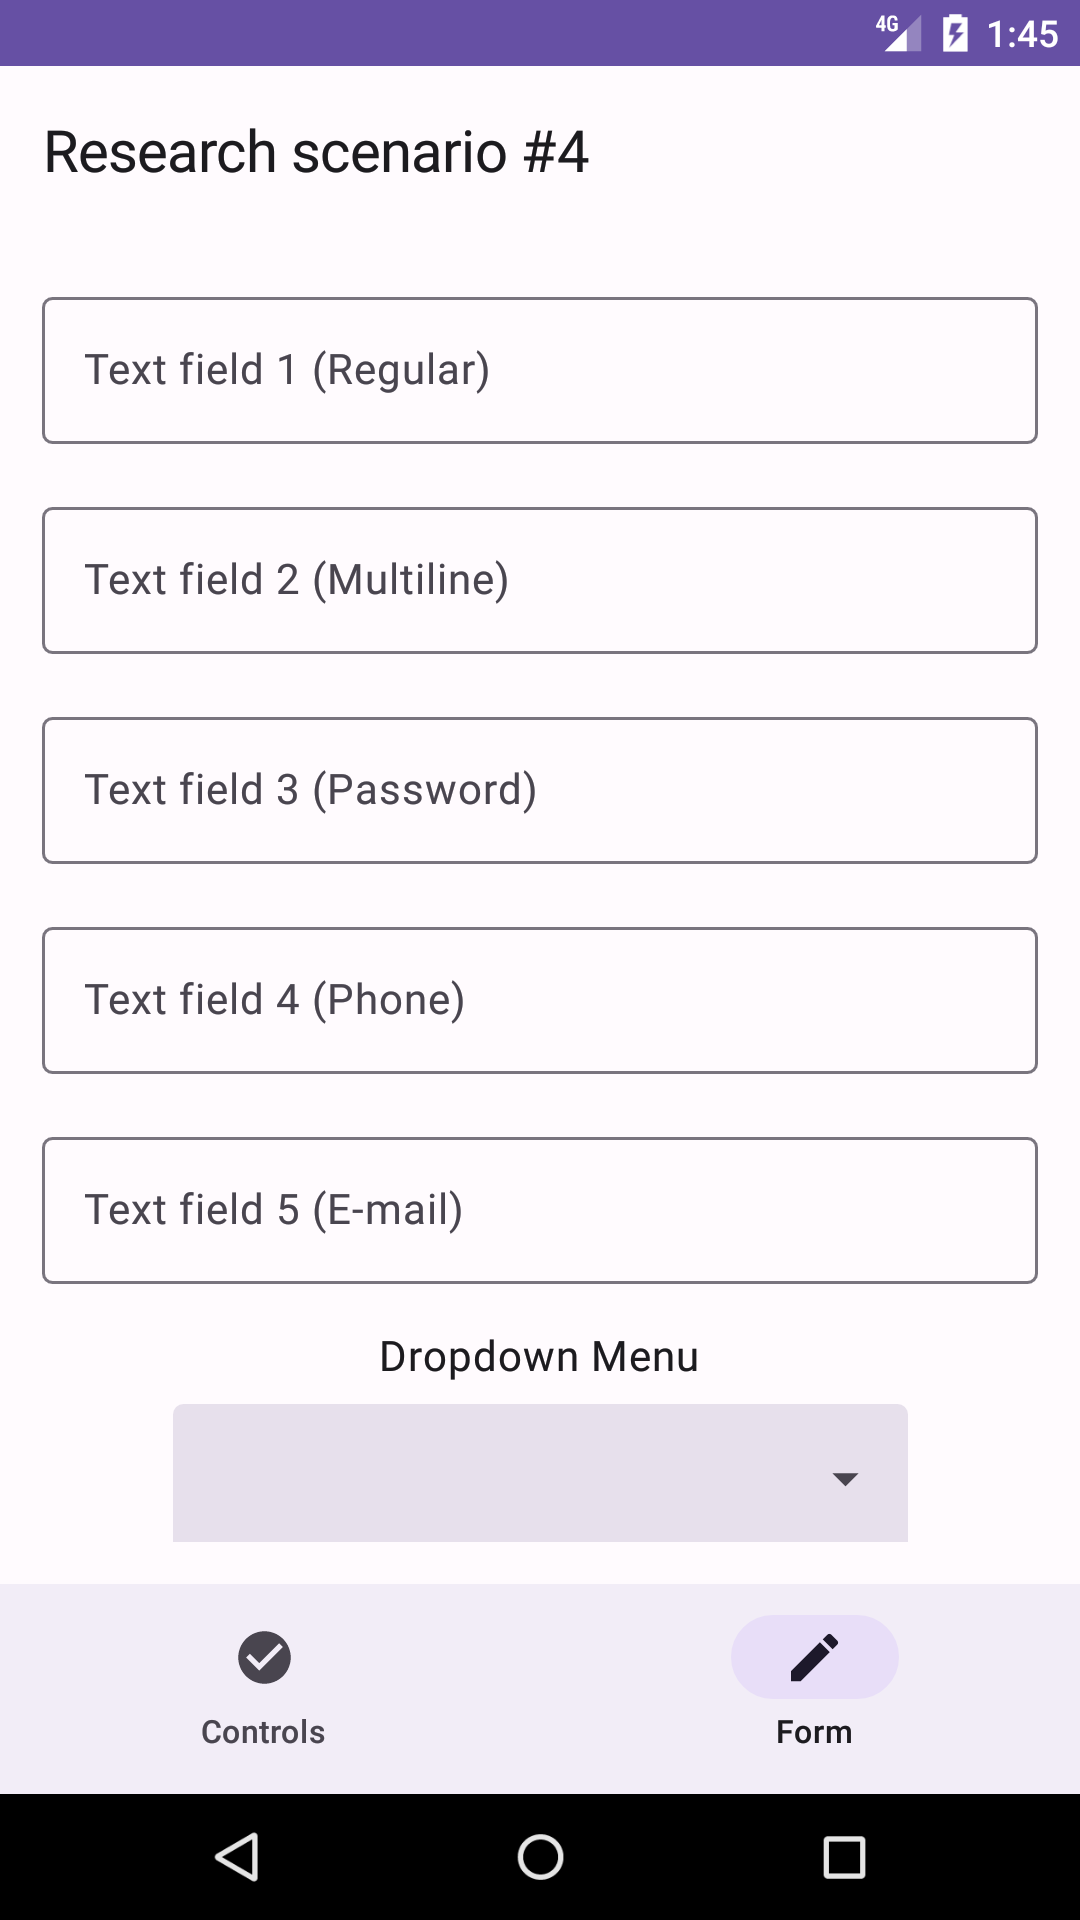 4G 1:45
Research scenario #4
Text field 1 (Regular)
Text field 2 (Multiline)
Text field 3 (Password)
Text field 4 (Phone)
Text field 5 (E-mail)
Dropdown Menu
Controls Form